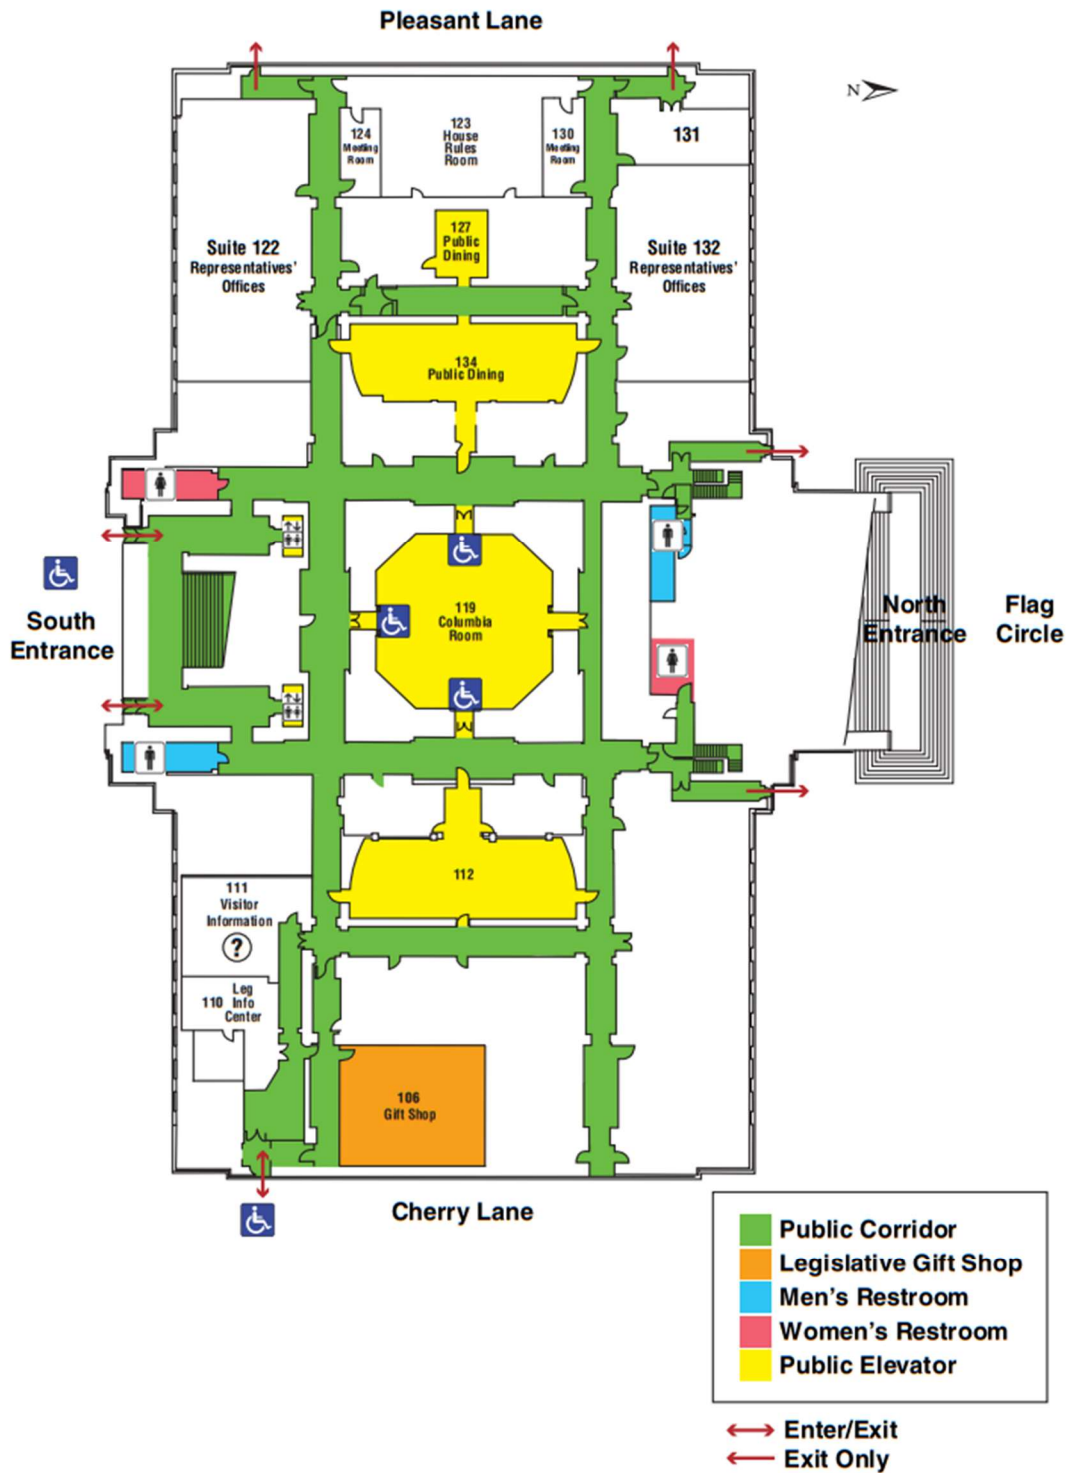 Pleasant Lane
N
124
Meeting
Room
123
House
Rules
Room
130
Meeting
Room
131
127
Public
Dining
Suite 122
Representatives'
Offices
Suite 132
Representatives'
Offices
134
Public Dining
119
Columbia
Room
South
Entrance
North
Entrance
Flag
Circle
112
111
Visitor
Information
?
110
Leg
Info
Center
106
Gift Shop
Cherry Lane
Public Corridor
Legislative Gift Shop
Men's Restroom
Women's Restroom
Public Elevator
Enter/Exit
Exit Only